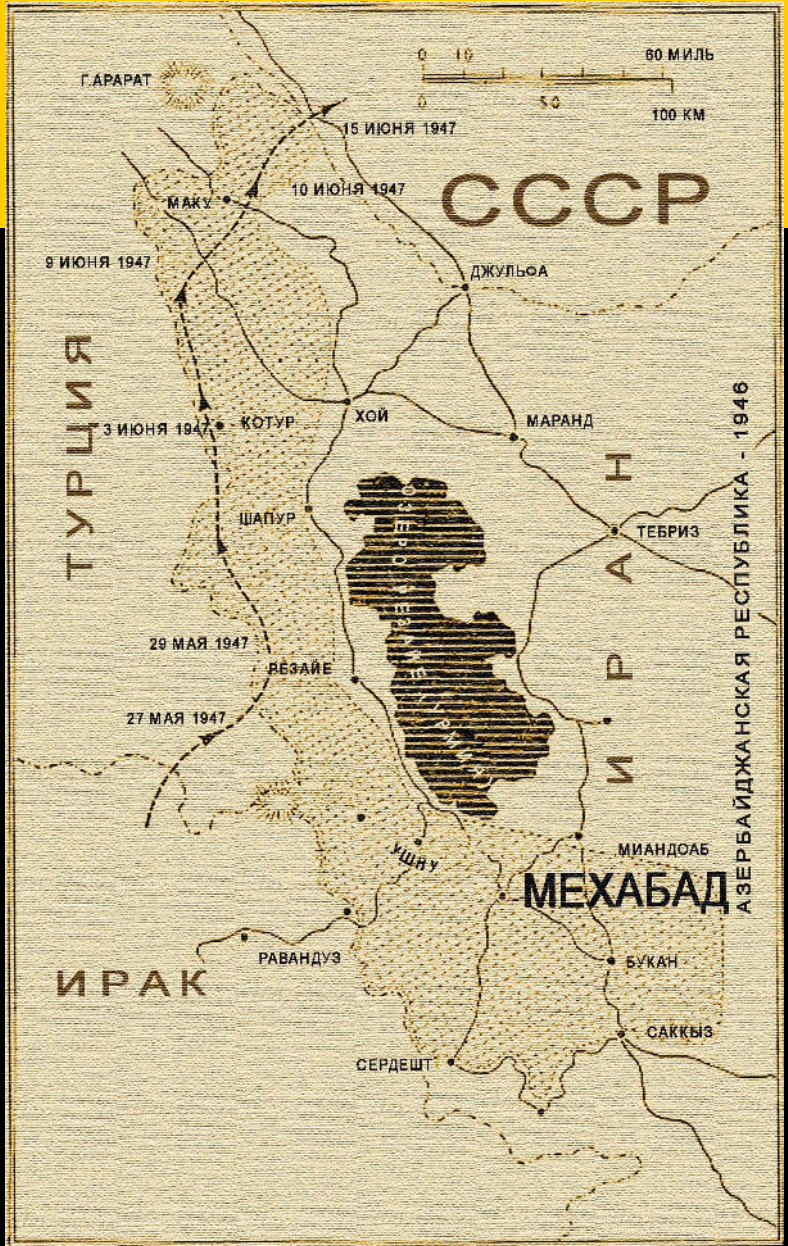 0 10 60 МИЛЬ
0 50 100 КМ
Г.АРАРАТ
15 ИЮНЯ 1947
10 ИЮНЯ 1947
СССР
МАКУ
9 ИЮНЯ 1947
ДЖУЛЬФА
ТУРЦИЯ
3 ИЮНЯ 1947
КОТУР
ХОЙ
МАРАНД
ШАПУР
ТЕБРИЗ
ИРАН
АЗЕРБАЙДЖАНСКАЯ РЕСПУБЛИКА - 1946
29 МАЯ 1947
РЕЗАЙЕ
27 МАЯ 1947
ОЗЕРО РЕЗАЙЕ
УШНУ
МИАНДОАБ
МЕХАБАД
РАВАНДУЗ
БУКАН
ИРАК
САККЫЗ
СЕРДЕШТ